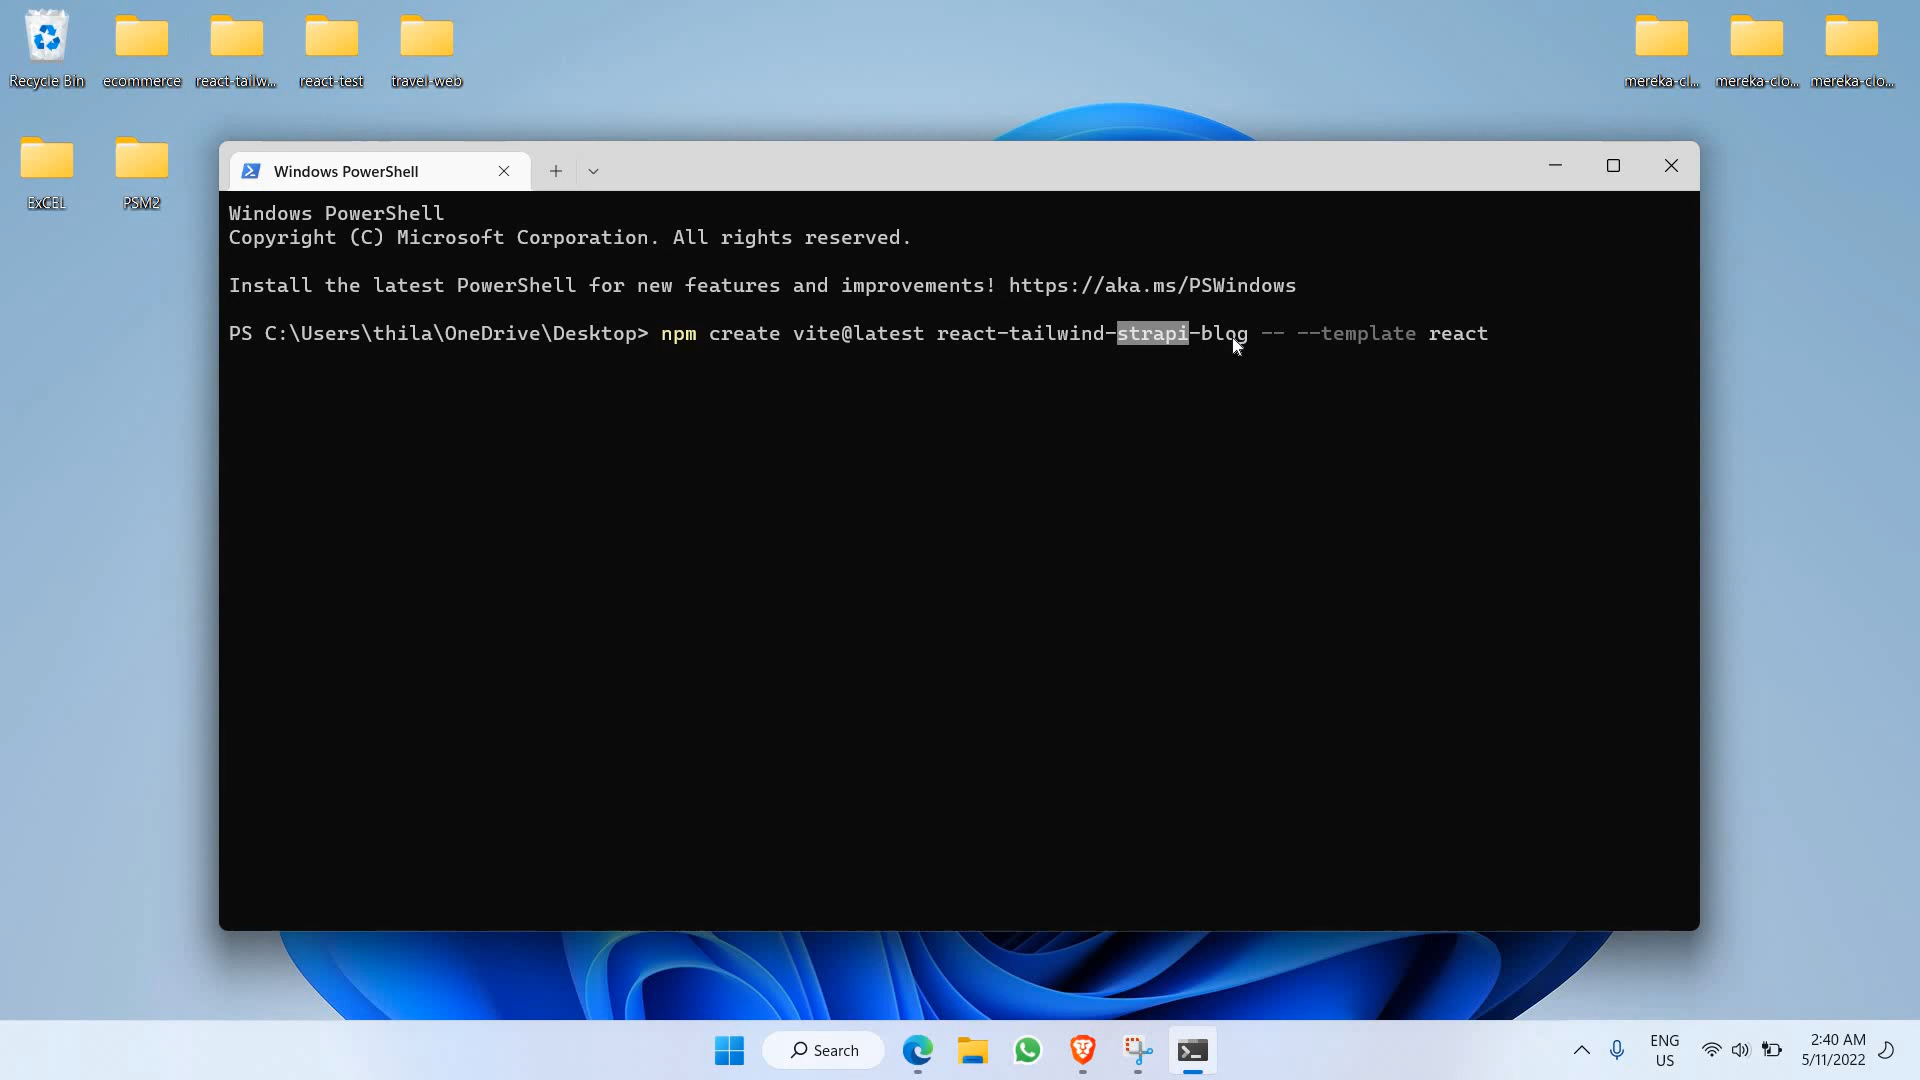 Recycle Bin
ecommerce
react-tailw...
react-test
travel-web
mereka-cl...
mereka-clo...
mereka-clo...
ExCEL
PSM2
Windows PowerShell
Windows PowerShell
Copyright (C) Microsoft Corporation. All rights reserved.
Install the latest PowerShell for new features and improvements! https://aka.ms/PSWindows
PS C:\Users\thila\OneDrive\Desktop> npm create vite@latest react-tailwind-strapi-blog -- --template react
Search
ENG
US
2:40 AM
5/11/2022